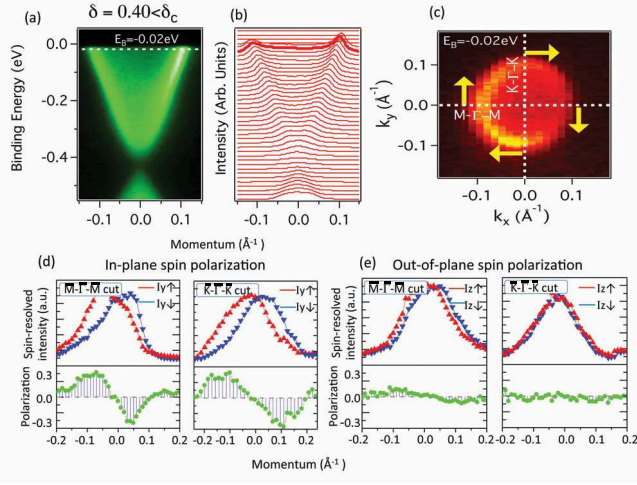 δ = 0.40<δc
(a)
(b)
(c)
EB=-0.02eV
Binding Energy (eV)
0.0
-0.2
-0.4
-0.1 0.0 0.1
Intensity (Arb. Units)
-0.1 0.0 0.1
Momentum (Å⁻¹)
EB=-0.02eV
K-Γ-K
M-Γ-M
ky (Å⁻¹)
0.1
0.0
-0.1
-0.1 0.0 0.1
kx (Å⁻¹)
(d) In-plane spin polarization
M̄-Γ̄-M̄ cut
Iy↑
Iy↓
K̄-Γ̄-K̄ cut
Iy↑
Iy↓
Spin-resolved
intensity (a.u.)
Polarization
0.3
0.0
-0.3
-0.2 -0.1 0.0 0.1 0.2
-0.2 -0.1 0.0 0.1 0.2
(e) Out-of-plane spin polarization
M̄-Γ̄-M̄ cut
Iz↑
Iz↓
K̄-Γ̄-K̄ cut
Iz↑
Iz↓
Spin-resolved
intensity (a.u.)
Polarization
0.3
0.0
-0.3
-0.2 -0.1 0.0 0.1 0.2
-0.2 -0.1 0.0 0.1 0.2
Momentum (Å⁻¹)